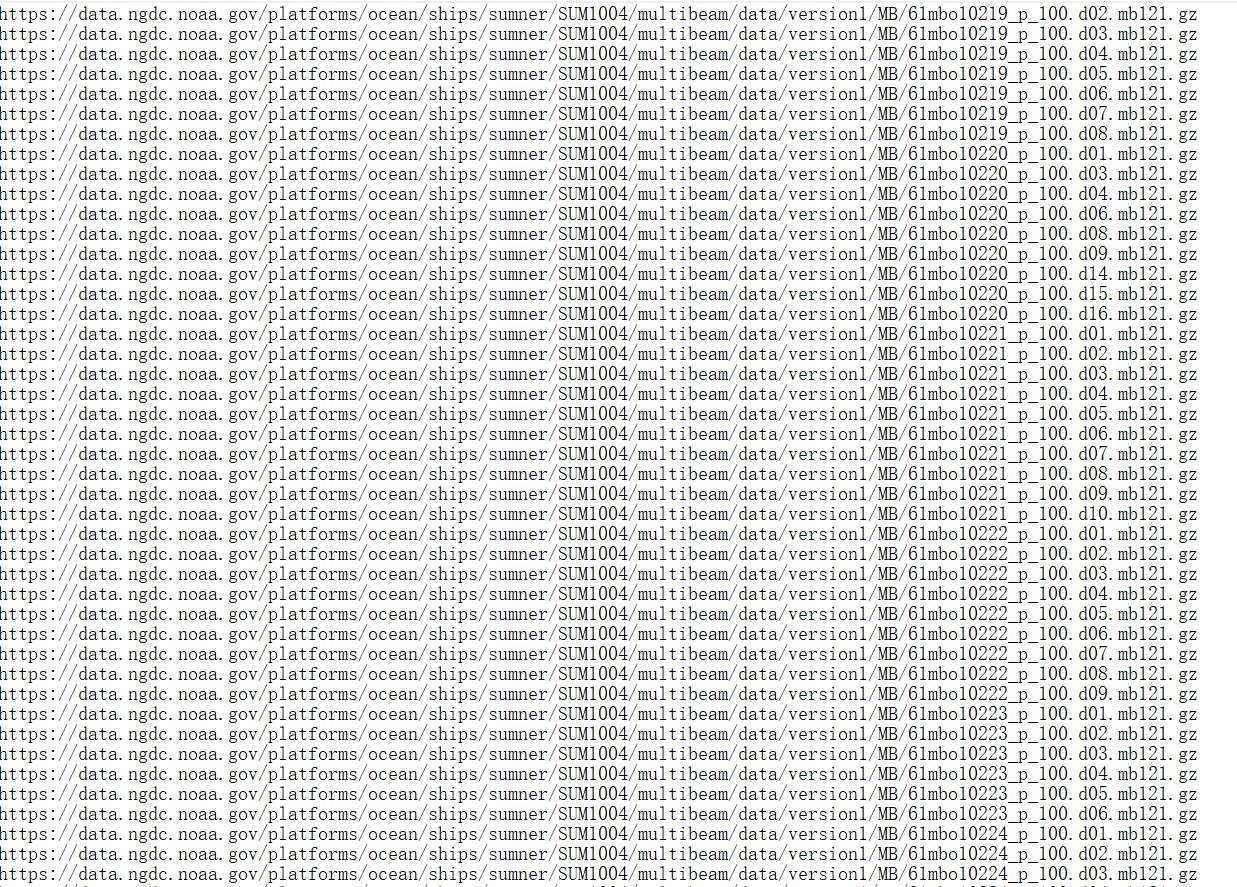 https://data.ngdc.noaa.gov/platforms/ocean/ships/sumner/SUM1004/multibeam/data/version1/MB/61mbo10219_p_100.d02.mb121.gz
https://data.ngdc.noaa.gov/platforms/ocean/ships/sumner/SUM1004/multibeam/data/version1/MB/61mbo10219_p_100.d03.mb121.gz
https://data.ngdc.noaa.gov/platforms/ocean/ships/sumner/SUM1004/multibeam/data/version1/MB/61mbo10219_p_100.d04.mb121.gz
https://data.ngdc.noaa.gov/platforms/ocean/ships/sumner/SUM1004/multibeam/data/version1/MB/61mbo10219_p_100.d05.mb121.gz
https://data.ngdc.noaa.gov/platforms/ocean/ships/sumner/SUM1004/multibeam/data/version1/MB/61mbo10219_p_100.d06.mb121.gz
https://data.ngdc.noaa.gov/platforms/ocean/ships/sumner/SUM1004/multibeam/data/version1/MB/61mbo10219_p_100.d07.mb121.gz
https://data.ngdc.noaa.gov/platforms/ocean/ships/sumner/SUM1004/multibeam/data/version1/MB/61mbo10219_p_100.d08.mb121.gz
https://data.ngdc.noaa.gov/platforms/ocean/ships/sumner/SUM1004/multibeam/data/version1/MB/61mbo10220_p_100.d01.mb121.gz
https://data.ngdc.noaa.gov/platforms/ocean/ships/sumner/SUM1004/multibeam/data/version1/MB/61mbo10220_p_100.d03.mb121.gz
https://data.ngdc.noaa.gov/platforms/ocean/ships/sumner/SUM1004/multibeam/data/version1/MB/61mbo10220_p_100.d04.mb121.gz
https://data.ngdc.noaa.gov/platforms/ocean/ships/sumner/SUM1004/multibeam/data/version1/MB/61mbo10220_p_100.d06.mb121.gz
https://data.ngdc.noaa.gov/platforms/ocean/ships/sumner/SUM1004/multibeam/data/version1/MB/61mbo10220_p_100.d08.mb121.gz
https://data.ngdc.noaa.gov/platforms/ocean/ships/sumner/SUM1004/multibeam/data/version1/MB/61mbo10220_p_100.d09.mb121.gz
https://data.ngdc.noaa.gov/platforms/ocean/ships/sumner/SUM1004/multibeam/data/version1/MB/61mbo10220_p_100.d14.mb121.gz
https://data.ngdc.noaa.gov/platforms/ocean/ships/sumner/SUM1004/multibeam/data/version1/MB/61mbo10220_p_100.d15.mb121.gz
https://data.ngdc.noaa.gov/platforms/ocean/ships/sumner/SUM1004/multibeam/data/version1/MB/61mbo10220_p_100.d16.mb121.gz
https://data.ngdc.noaa.gov/platforms/ocean/ships/sumner/SUM1004/multibeam/data/version1/MB/61mbo10221_p_100.d01.mb121.gz
https://data.ngdc.noaa.gov/platforms/ocean/ships/sumner/SUM1004/multibeam/data/version1/MB/61mbo10221_p_100.d02.mb121.gz
https://data.ngdc.noaa.gov/platforms/ocean/ships/sumner/SUM1004/multibeam/data/version1/MB/61mbo10221_p_100.d03.mb121.gz
https://data.ngdc.noaa.gov/platforms/ocean/ships/sumner/SUM1004/multibeam/data/version1/MB/61mbo10221_p_100.d04.mb121.gz
https://data.ngdc.noaa.gov/platforms/ocean/ships/sumner/SUM1004/multibeam/data/version1/MB/61mbo10221_p_100.d05.mb121.gz
https://data.ngdc.noaa.gov/platforms/ocean/ships/sumner/SUM1004/multibeam/data/version1/MB/61mbo10221_p_100.d06.mb121.gz
https://data.ngdc.noaa.gov/platforms/ocean/ships/sumner/SUM1004/multibeam/data/version1/MB/61mbo10221_p_100.d07.mb121.gz
https://data.ngdc.noaa.gov/platforms/ocean/ships/sumner/SUM1004/multibeam/data/version1/MB/61mbo10221_p_100.d08.mb121.gz
https://data.ngdc.noaa.gov/platforms/ocean/ships/sumner/SUM1004/multibeam/data/version1/MB/61mbo10221_p_100.d09.mb121.gz
https://data.ngdc.noaa.gov/platforms/ocean/ships/sumner/SUM1004/multibeam/data/version1/MB/61mbo10221_p_100.d10.mb121.gz
https://data.ngdc.noaa.gov/platforms/ocean/ships/sumner/SUM1004/multibeam/data/version1/MB/61mbo10222_p_100.d01.mb121.gz
https://data.ngdc.noaa.gov/platforms/ocean/ships/sumner/SUM1004/multibeam/data/version1/MB/61mbo10222_p_100.d02.mb121.gz
https://data.ngdc.noaa.gov/platforms/ocean/ships/sumner/SUM1004/multibeam/data/version1/MB/61mbo10222_p_100.d03.mb121.gz
https://data.ngdc.noaa.gov/platforms/ocean/ships/sumner/SUM1004/multibeam/data/version1/MB/61mbo10222_p_100.d04.mb121.gz
https://data.ngdc.noaa.gov/platforms/ocean/ships/sumner/SUM1004/multibeam/data/version1/MB/61mbo10222_p_100.d05.mb121.gz
https://data.ngdc.noaa.gov/platforms/ocean/ships/sumner/SUM1004/multibeam/data/version1/MB/61mbo10222_p_100.d06.mb121.gz
https://data.ngdc.noaa.gov/platforms/ocean/ships/sumner/SUM1004/multibeam/data/version1/MB/61mbo10222_p_100.d07.mb121.gz
https://data.ngdc.noaa.gov/platforms/ocean/ships/sumner/SUM1004/multibeam/data/version1/MB/61mbo10222_p_100.d08.mb121.gz
https://data.ngdc.noaa.gov/platforms/ocean/ships/sumner/SUM1004/multibeam/data/version1/MB/61mbo10222_p_100.d09.mb121.gz
https://data.ngdc.noaa.gov/platforms/ocean/ships/sumner/SUM1004/multibeam/data/version1/MB/61mbo10223_p_100.d01.mb121.gz
https://data.ngdc.noaa.gov/platforms/ocean/ships/sumner/SUM1004/multibeam/data/version1/MB/61mbo10223_p_100.d02.mb121.gz
https://data.ngdc.noaa.gov/platforms/ocean/ships/sumner/SUM1004/multibeam/data/version1/MB/61mbo10223_p_100.d03.mb121.gz
https://data.ngdc.noaa.gov/platforms/ocean/ships/sumner/SUM1004/multibeam/data/version1/MB/61mbo10223_p_100.d04.mb121.gz
https://data.ngdc.noaa.gov/platforms/ocean/ships/sumner/SUM1004/multibeam/data/version1/MB/61mbo10223_p_100.d05.mb121.gz
https://data.ngdc.noaa.gov/platforms/ocean/ships/sumner/SUM1004/multibeam/data/version1/MB/61mbo10223_p_100.d06.mb121.gz
https://data.ngdc.noaa.gov/platforms/ocean/ships/sumner/SUM1004/multibeam/data/version1/MB/61mbo10224_p_100.d01.mb121.gz
https://data.ngdc.noaa.gov/platforms/ocean/ships/sumner/SUM1004/multibeam/data/version1/MB/61mbo10224_p_100.d02.mb121.gz
https://data.ngdc.noaa.gov/platforms/ocean/ships/sumner/SUM1004/multibeam/data/version1/MB/61mbo10224_p_100.d03.mb121.gz